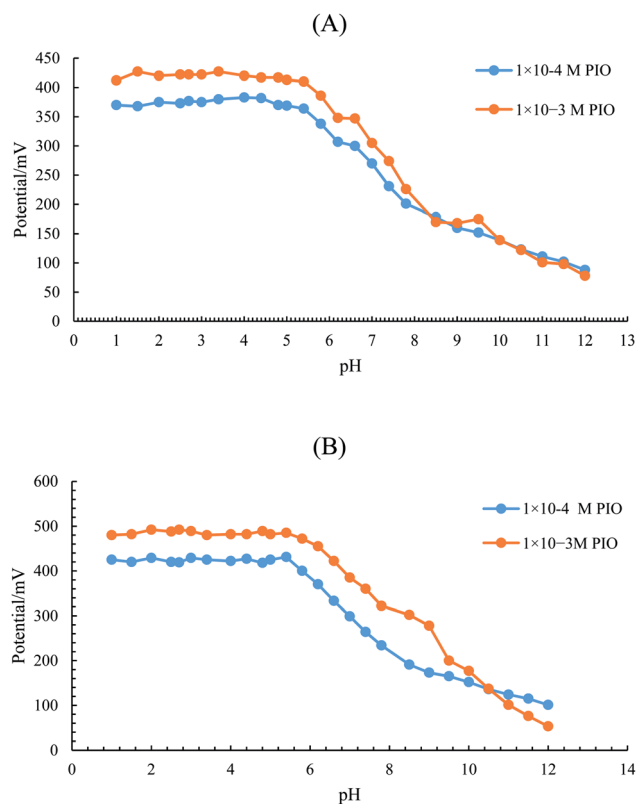 (A)
450
400
350
300
250
200
150
100
50
0
Potential/mV
1×10-4 M PIO
1×10−3 M PIO
0 1 2 3 4 5 6 7 8 9 10 11 12 13
pH
(B)
600
500
400
300
200
100
0
Potential/mV
1×10-4 M PIO
1×10−3M PIO
0 2 4 6 8 10 12 14
pH